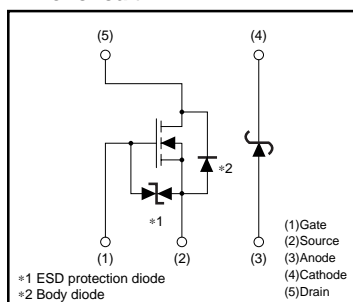 (5)
(4)
∗2
∗1
(1)
(2)
(3)
(1)Gate
(2)Source
(3)Anode
(4)Cathode
(5)Drain
∗1 ESD protection diode
∗2 Body diode